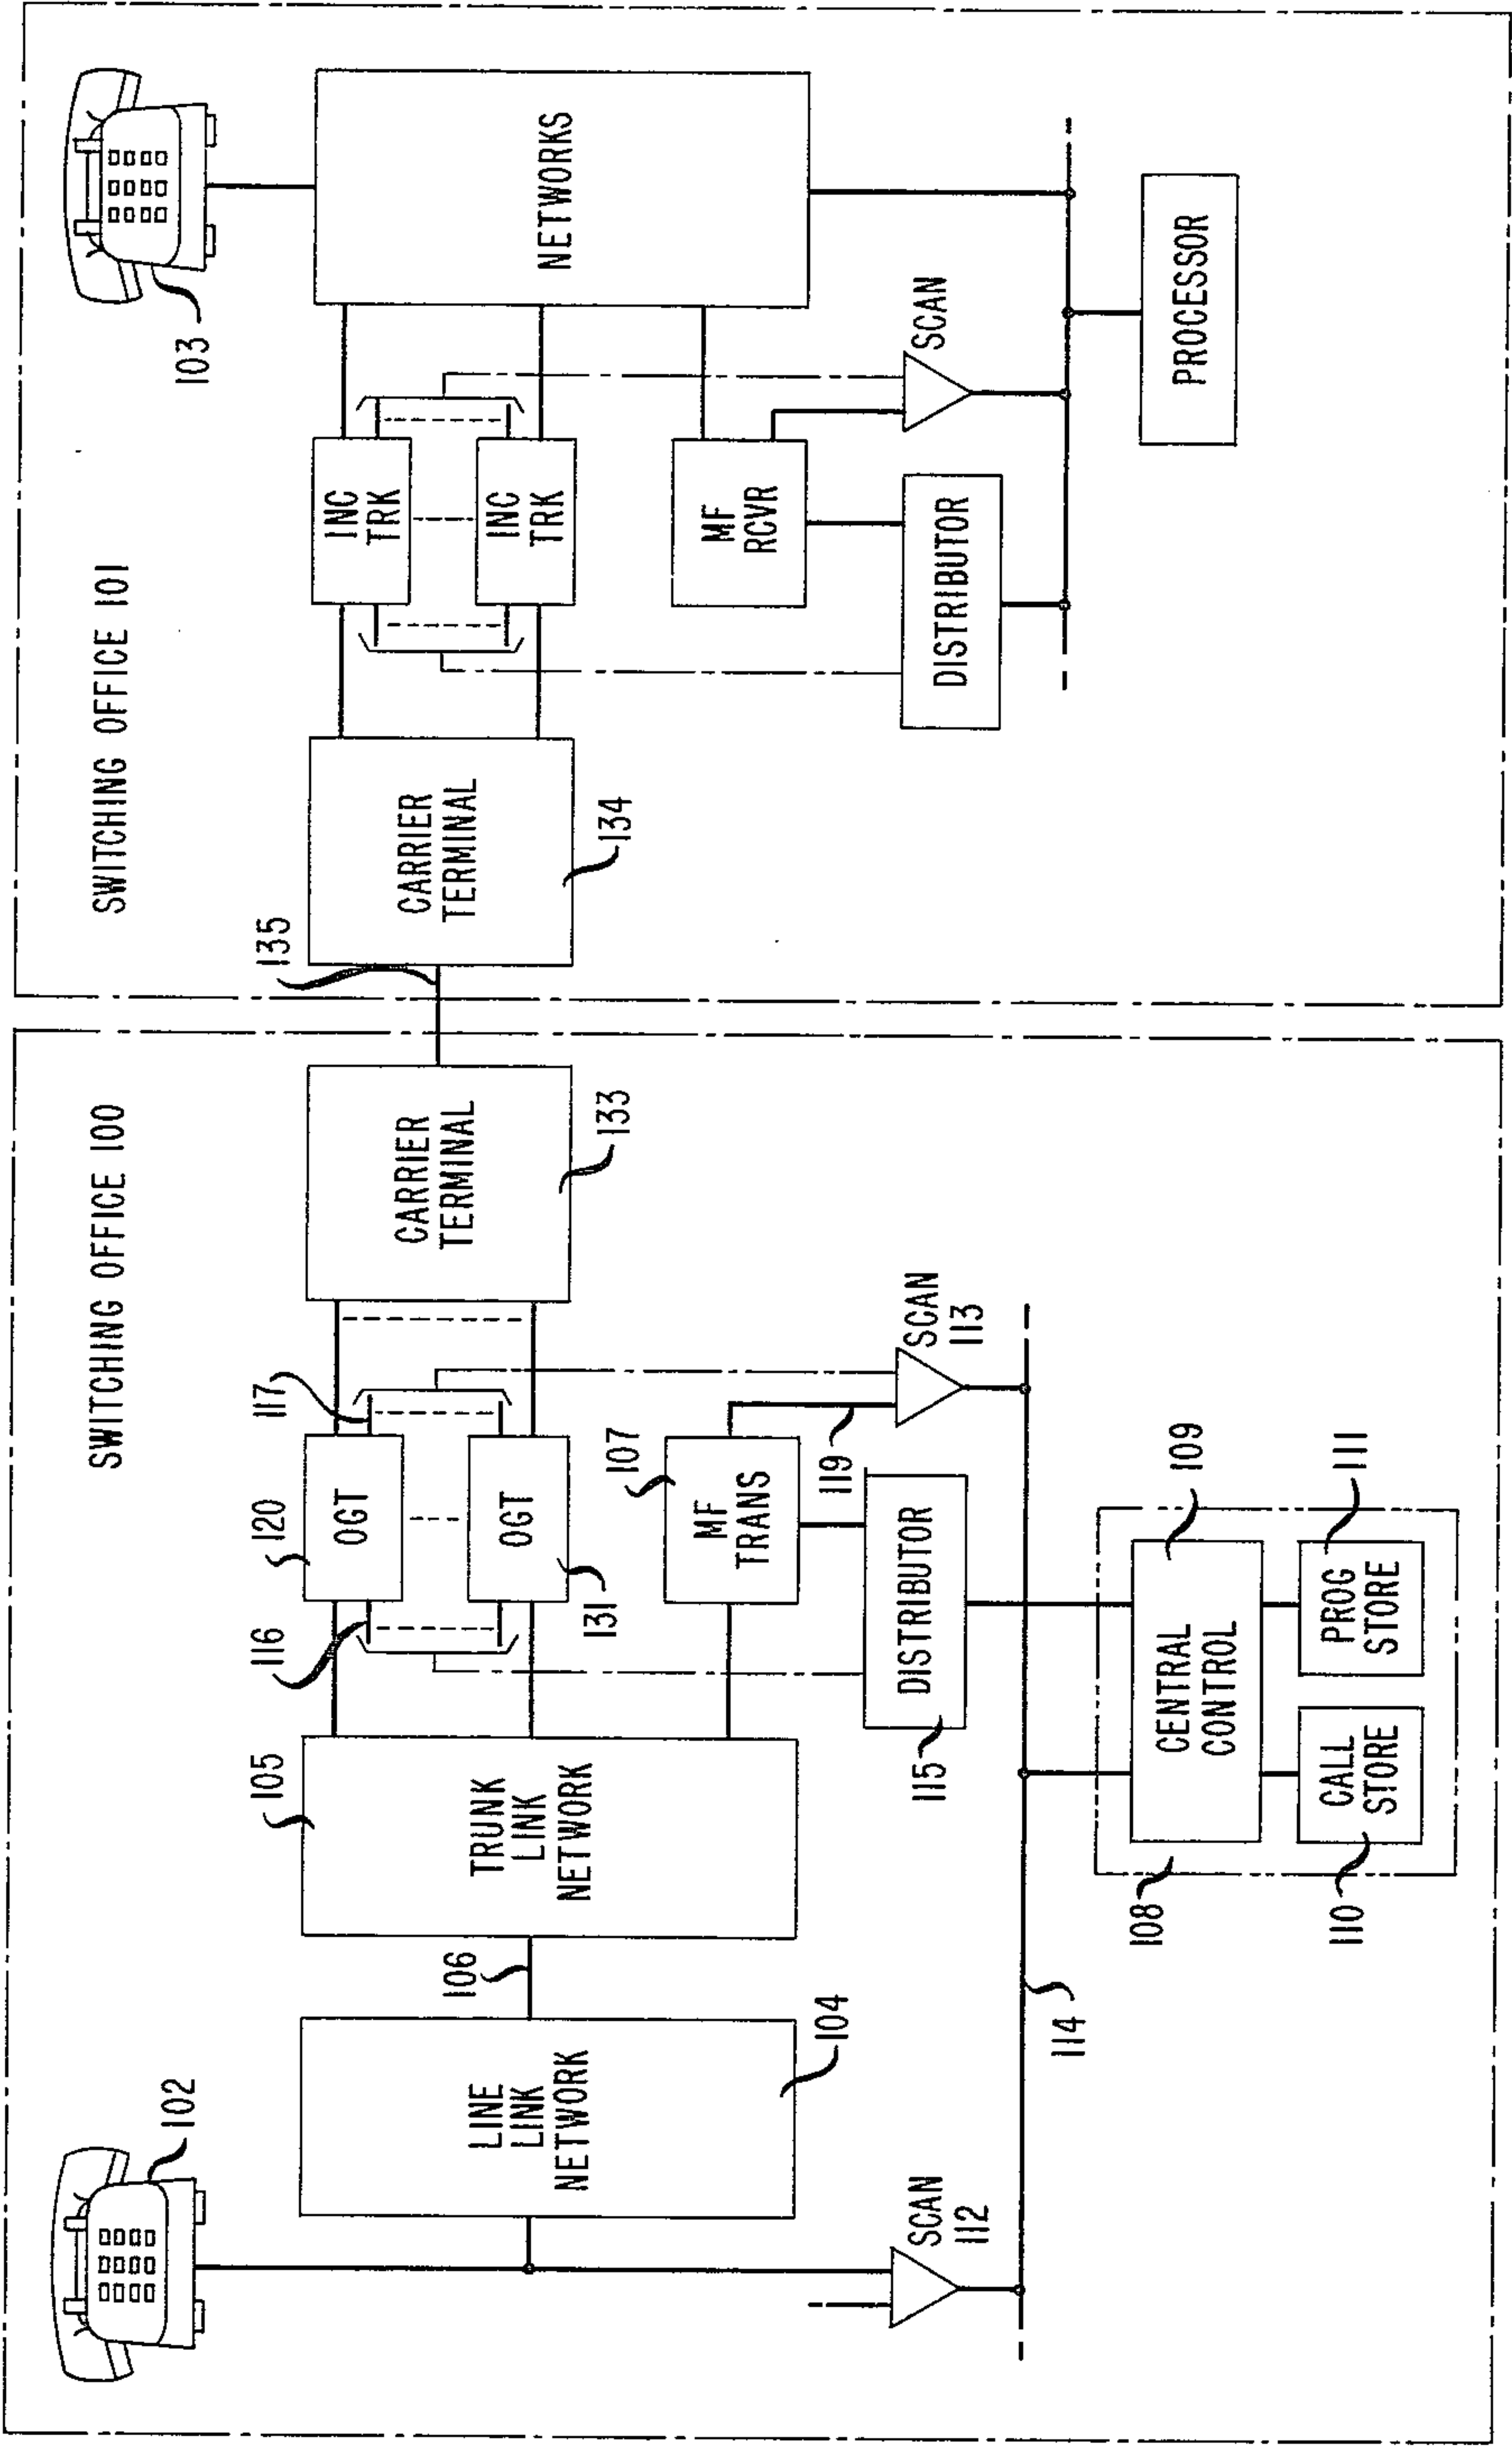 SWITCHING OFFICE 100
102
LINE
LINK
NETWORK
104
106
105
TRUNK
LINK
NETWORK
116
120
OGT
117
OGT
131
107
MF
TRANS
119
CARRIER
TERMINAL
133
SCAN
112
DISTRIBUTOR
115
SCAN
113
114
108
CENTRAL
CONTROL
109
CALL
STORE
110
PROG
STORE
111
SWITCHING OFFICE 101
135
CARRIER
TERMINAL
134
INC
TRK
INC
TRK
MF
RCVR
103
NETWORKS
DISTRIBUTOR
SCAN
PROCESSOR